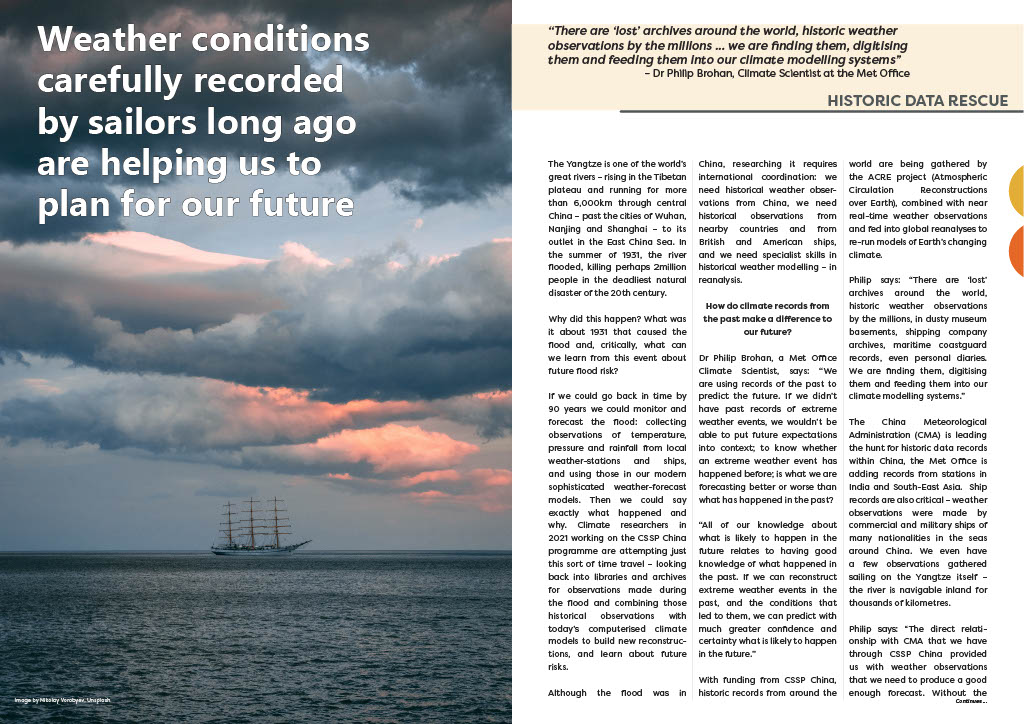 Weather conditions
carefully recorded
by sailors long ago
are helping us to
plan for our future
Image by Nikolay Vorobyev, Unsplash
“There are ‘lost’ archives around the world, historic weather
observations by the millions ... we are finding them, digitising
them and feeding them into our climate modelling systems”
– Dr Philip Brohan, Climate Scientist at the Met Office
HISTORIC DATA RESCUE
The Yangtze is one of the world’s
great rivers – rising in the Tibetan
plateau and running for more
than 6,000km through central
China – past the cities of Wuhan,
Nanjing and Shanghai – to its
outlet in the East China Sea. In
the summer of 1931, the river
flooded, killing perhaps 2million
people in the deadliest natural
disaster of the 20th century.
Why did this happen? What was
it about 1931 that caused the
flood and, critically, what can
we learn from this event about
future flood risk?
If we could go back in time by
90 years we could monitor and
forecast the flood: collecting
observations of temperature,
pressure and rainfall from local
weather-stations and ships,
and using those in our modern
sophisticated weather-forecast
models. Then we could say
exactly what happened and
why. Climate researchers in
2021 working on the CSSP China
programme are attempting just
this sort of time travel – looking
back into libraries and archives
for observations made during
the flood and combining those
historical observations with
today’s computerised climate
models to build new reconstruc-
tions, and learn about future
risks.
Although the flood was in
China, researching it requires
international coordination: we
need historical weather obser-
vations from China, we need
historical observations from
nearby countries and from
British and American ships,
and we need specialist skills in
historical weather modelling – in
reanalysis.
How do climate records from
the past make a difference to
our future?
Dr Philip Brohan, a Met Office
Climate Scientist, says: “We
are using records of the past to
predict the future. If we didn’t
have past records of extreme
weather events, we wouldn’t be
able to put future expectations
into context; to know whether
an extreme weather event has
happened before; is what we are
forecasting better or worse than
what has happened in the past?
“All of our knowledge about
what is likely to happen in the
future relates to having good
knowledge of what happened in
the past. If we can reconstruct
extreme weather events in the
past, and the conditions that
led to them, we can predict with
much greater confidence and
certainty what is likely to happen
in the future.”
With funding from CSSP China,
historic records from around the
world are being gathered by
the ACRE project (Atmospheric
Circulation Reconstructions
over Earth), combined with near
real-time weather observations
and fed into global reanalyses to
re-run models of Earth’s changing
climate.
Philip says: “There are ‘lost’
archives around the world,
historic weather observations
by the millions, in dusty museum
basements, shipping company
archives, maritime coastguard
records, even personal diaries.
We are finding them, digitising
them and feeding them into our
climate modelling systems.”
The China Meteorological
Administration (CMA) is leading
the hunt for historic data records
within China, the Met Office is
adding records from stations in
India and South-East Asia. Ship
records are also critical – weather
observations were made by
commercial and military ships of
many nationalities in the seas
around China. We even have
a few observations gathered
sailing on the Yangtze itself –
the river is navigable inland for
thousands of kilometres.
Philip says: “The direct relati-
onship with CMA that we have
through CSSP China provided
us with weather observations
that we need to produce a good
enough forecast. Without the
Continues...